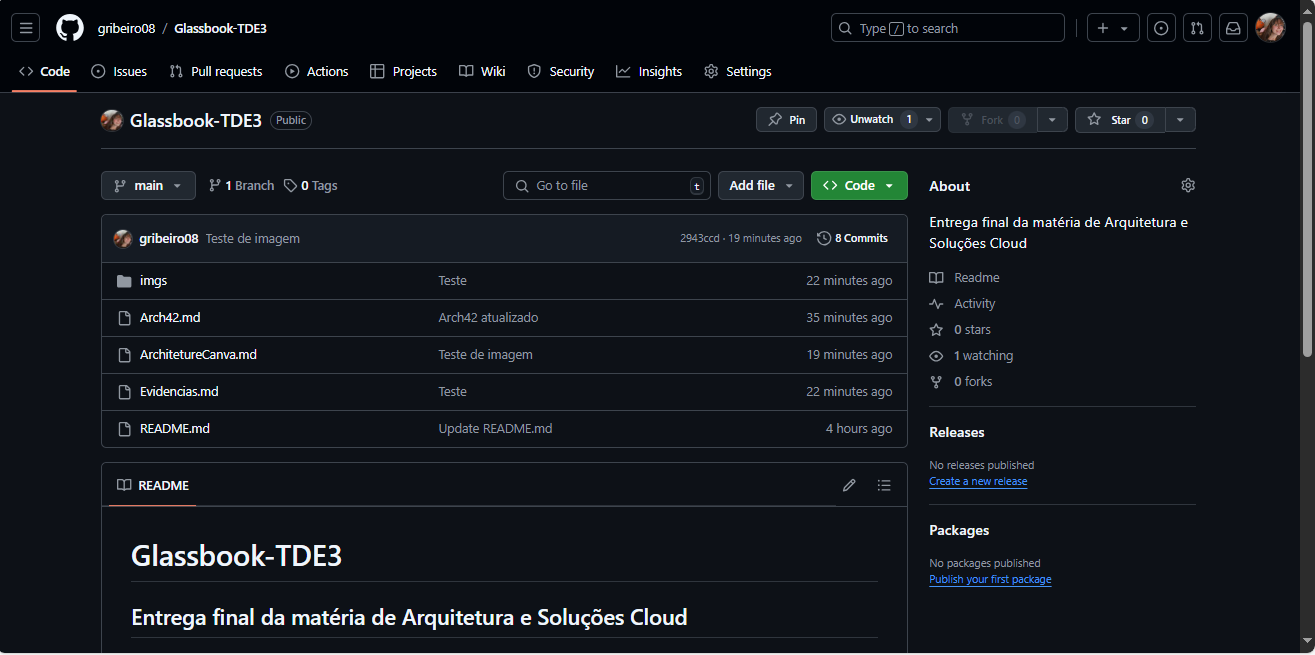 gribeiro08 / Glassbook-TDE3
Type / to search
Code Issues Pull requests Actions Projects Wiki Security Insights Settings
Glassbook-TDE3 Public
Pin Unwatch 1 Fork 0 Star 0
main 1 Branch 0 Tags
Go to file t Add file Code
gribeiro08 Teste de imagem 2943ccd · 19 minutes ago 8 Commits
imgs Teste 22 minutes ago
Arch42.md Arch42 atualizado 35 minutes ago
ArchitetureCanva.md Teste de imagem 19 minutes ago
Evidencias.md Teste 22 minutes ago
README.md Update README.md 4 hours ago
README
Glassbook-TDE3
Entrega final da matéria de Arquitetura e Soluções Cloud
About
Entrega final da matéria de Arquitetura e
Soluções Cloud
Readme
Activity
0 stars
1 watching
0 forks
Releases
No releases published
Create a new release
Packages
No packages published
Publish your first package